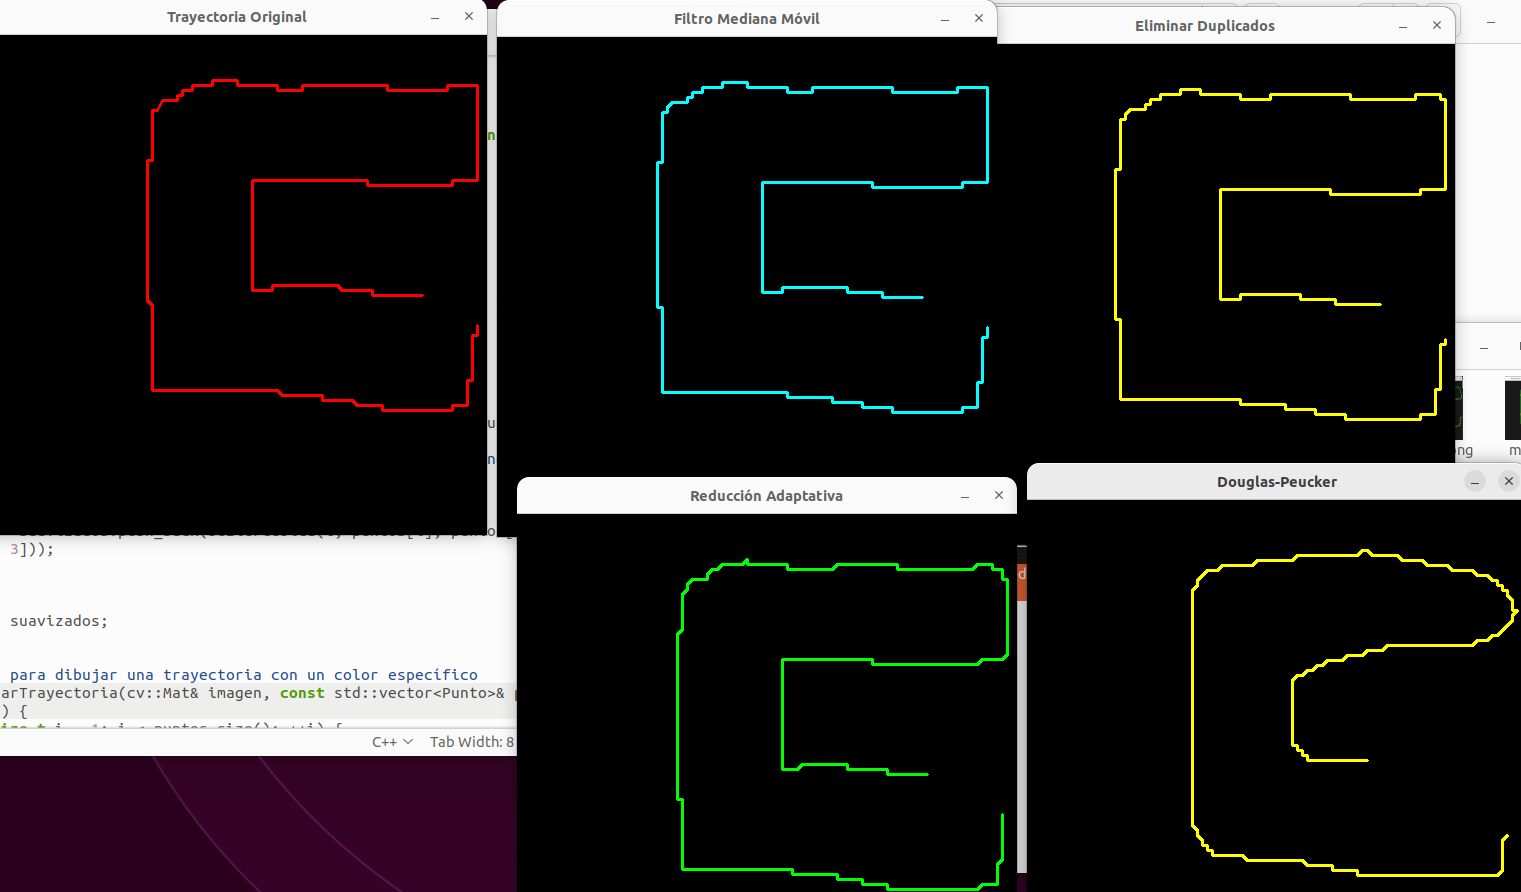 Trayectoria Original
Filtro Mediana Móvil
Eliminar Duplicados
n
u
n
3]));
suavizados;
para dibujar una trayectoria con un color específico
arTrayectoria(cv::Mat& imagen, const std::vector<Punto>&
) {
C++
Tab Width: 8
Reducción Adaptativa
Douglas-Peucker
ng
m
d